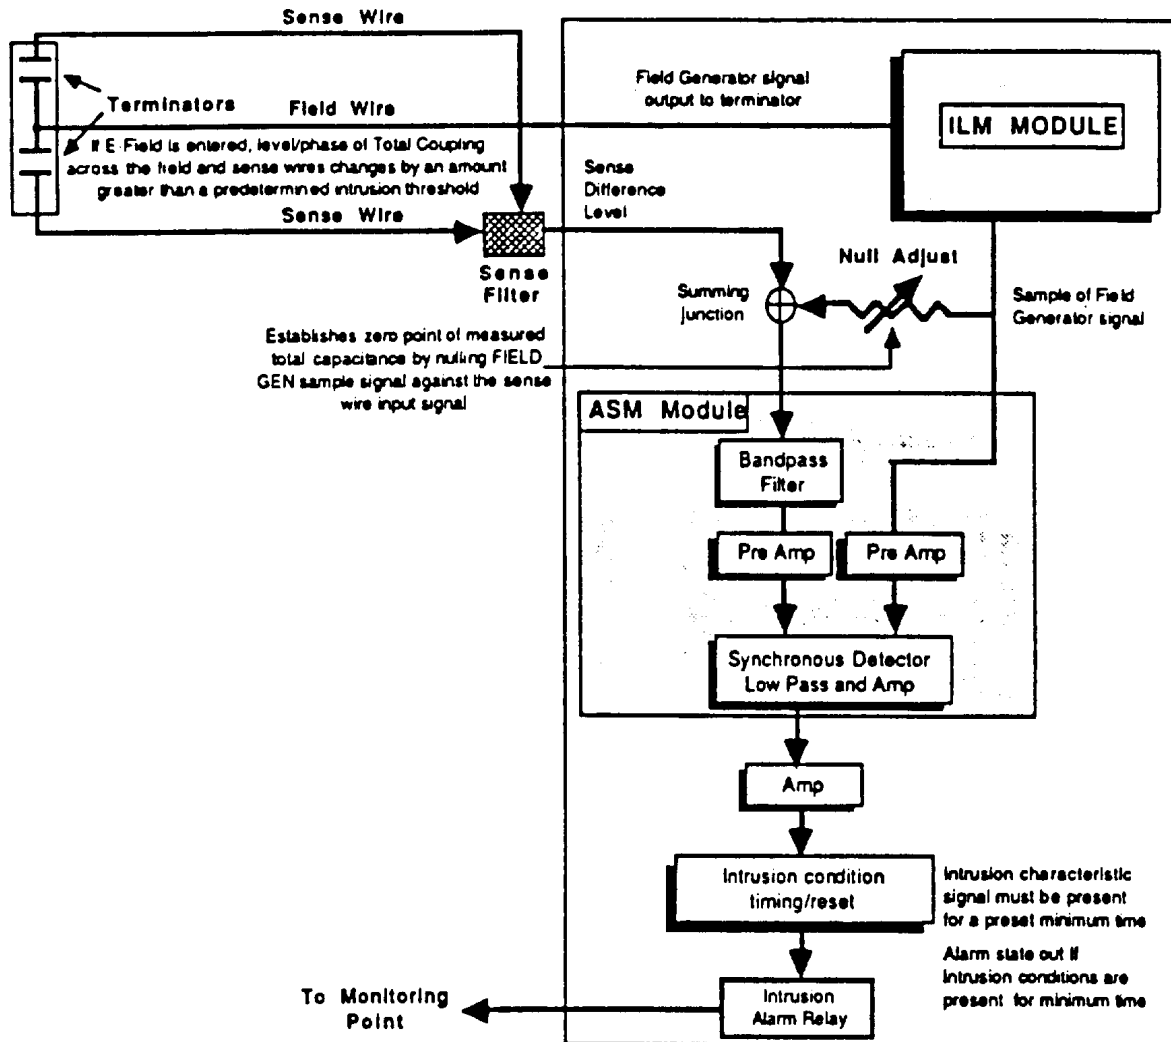 Sense Wire
Field Generator signal
output to terminator
ILM MODULE
Terminators
Field Wire
If E-Field is entered, level/phase of Total Coupling
across the field and sense wires changes by an amount
greater than a predetermined intrusion threshold
Sense Wire
Sense
Difference
Level
Sense
Filter
Null Adjust
Summing
Junction
Sample of Field
Generator signal
Establishes zero point of measured
total capacitance by nulling FIELD
GEN sample signal against the sense
wire input signal
ASM Module
Bandpass
Filter
Pre Amp
Pre Amp
Synchronous Detector
Low Pass and Amp
Amp
Intrusion condition
timing/reset
Intrusion characteristic
signal must be present
for a preset minimum time
Alarm state out if
Intrusion conditions are
present for minimum time
Intrusion
Alarm Relay
To Monitoring
Point